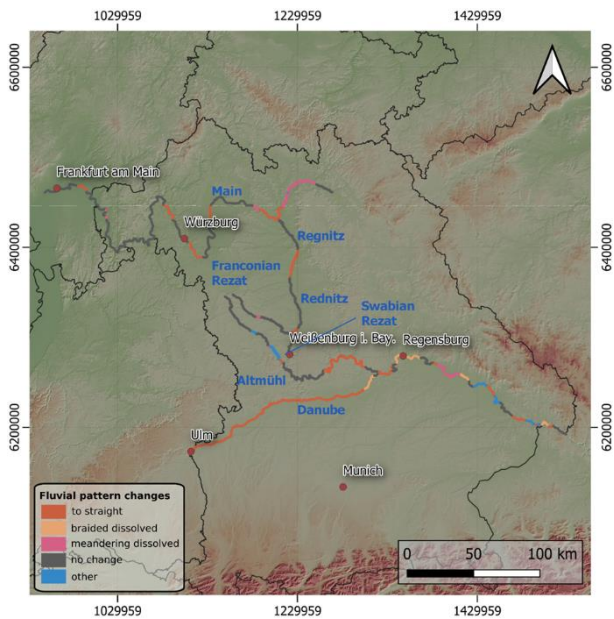 1029959
1229959
1429959
6600000
6400000
6200000
6600000
6400000
6200000
Frankfurt am Main
Main
Würzburg
Regnitz
Franconian
Rezat
Rednitz
Swabian
Rezat
Weißenburg i. Bay.
Regensburg
Altmühl
Danube
Ulm
Munich
Fluvial pattern changes
to straight
braided dissolved
meandering dissolved
no change
other
0 50 100 km
1029959
1229959
1429959